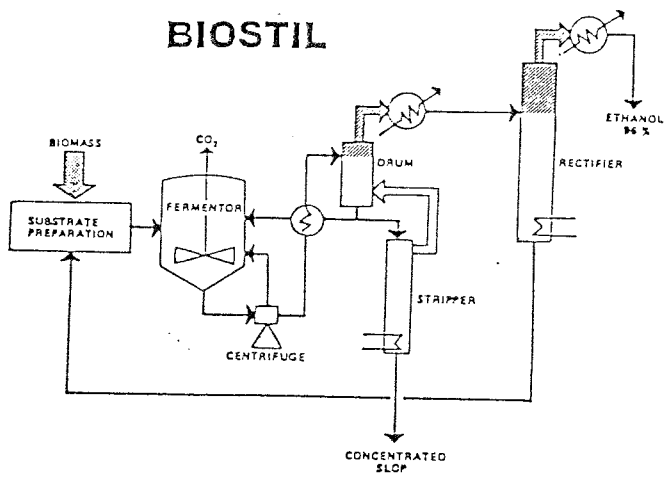 BIOSTIL
BIOMASS
CO2
ETHANOL
96 %
DRUM
RECTIFIER
FERMENTOR
SUBSTRATE
PREPARATION
STRIPPER
CENTRIFUGE
CONCENTRATED
SLOP